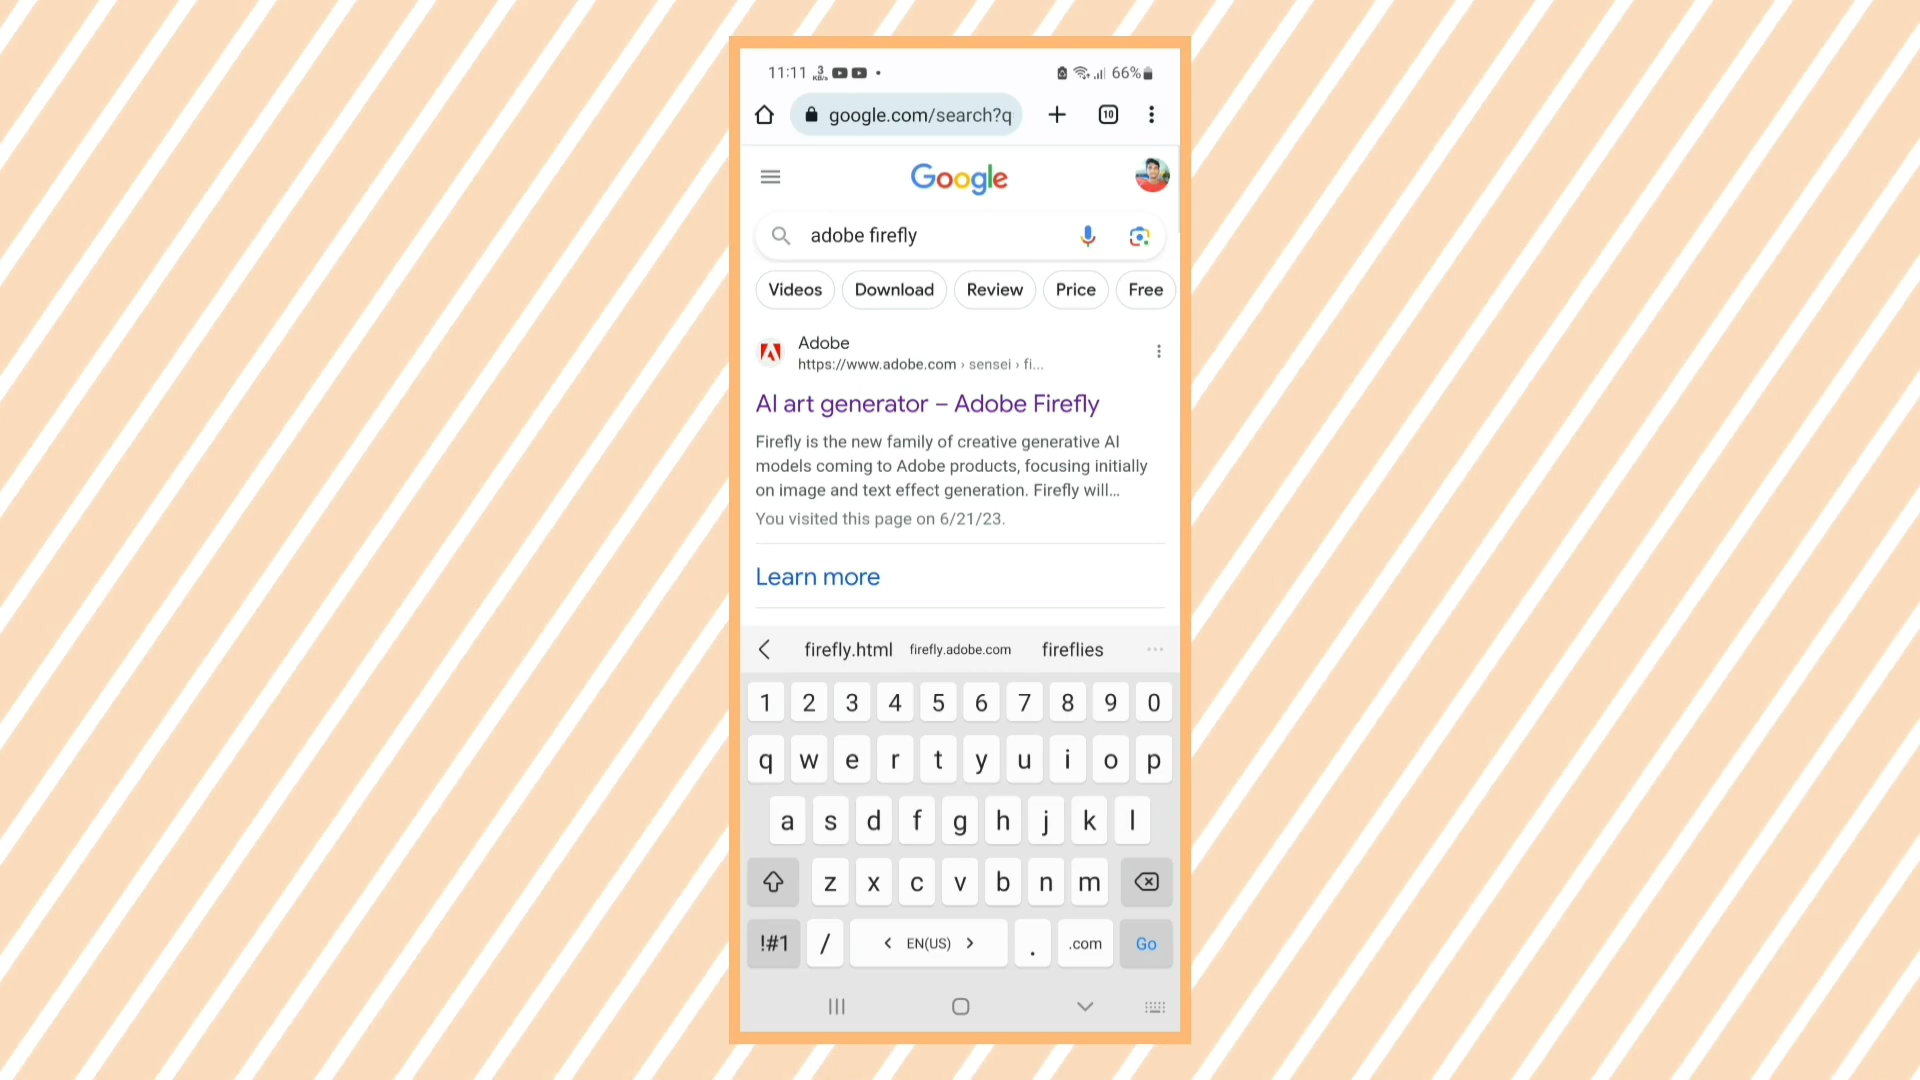 11:11 3 KB/s 66%
google.com/search?q 10
Google
adobe firefly
Videos Download Review Price Free
Adobe
https://www.adobe.com › sensei › fi...
AI art generator – Adobe Firefly
Firefly is the new family of creative generative AI
models coming to Adobe products, focusing initially
on image and text effect generation. Firefly will...
You visited this page on 6/21/23.
Learn more
firefly.html firefly.adobe.com fireflies ...
1 2 3 4 5 6 7 8 9 0
q w e r t y u i o p
a s d f g h j k l
z x c v b n m
!#1 / < EN(US) > . .com Go